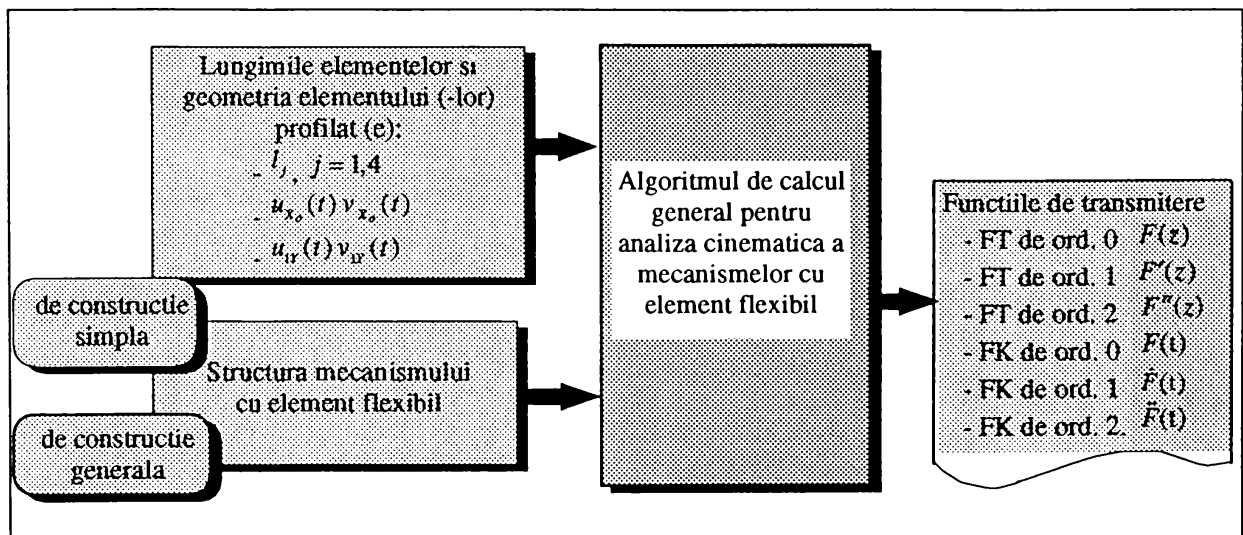 Lungimile elementelor si
geometria elementului (-lor)
profilat (e):
- l_j, j = 1,4
- u_{x_o}(t) v_{x_o}(t)
- u_{1r}(t) v_{1r}(t)
de constructie
simpla
Structura mecanismului
cu element flexibil
de constructie
generala
Algoritmul de calcul
general pentru
analiza cinematica a
mecanismelor cu
element flexibil
Functiile de transmitere
- FT de ord. 0 F(z)
- FT de ord. 1 F'(z)
- FT de ord. 2 F"(z)
- FK de ord. 0 F(t)
- FK de ord. 1 Ḟ(t)
- FK de ord. 2. F̈(t)